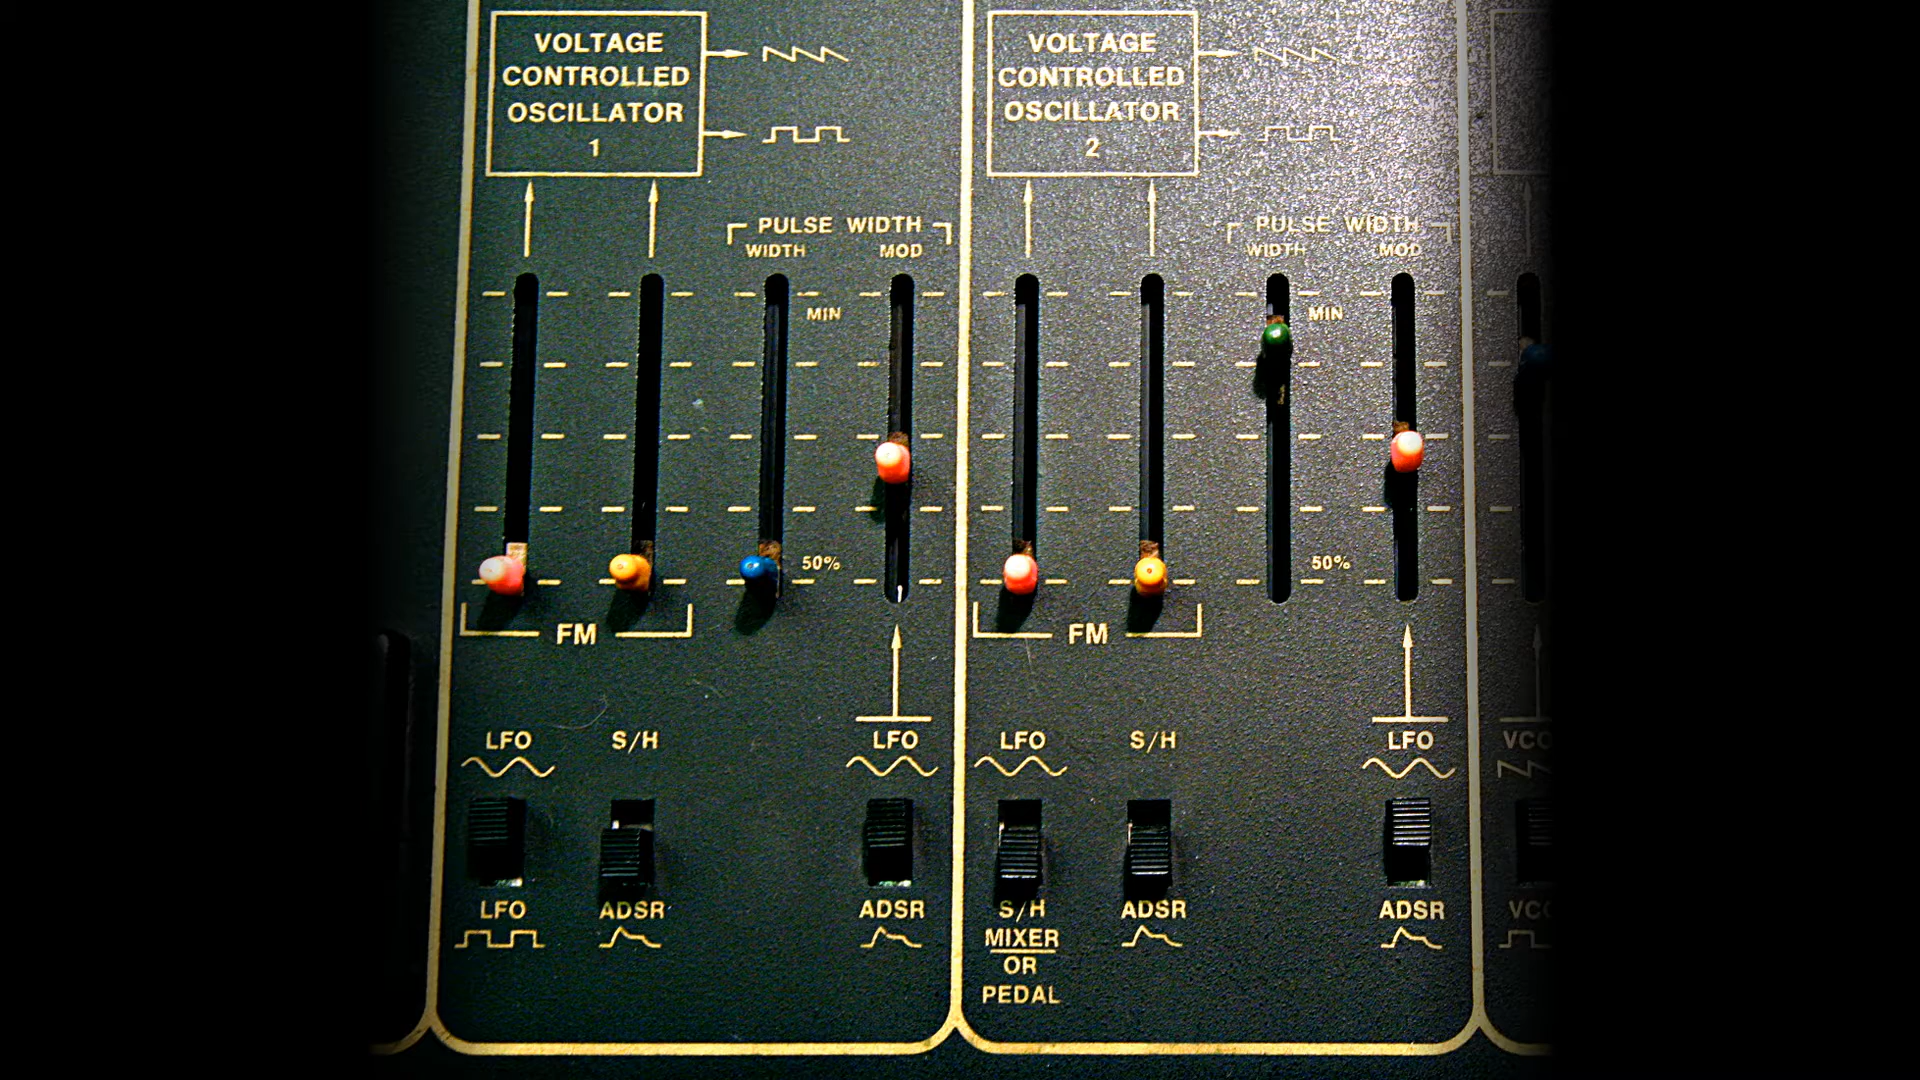 VOLTAGE
CONTROLLED
OSCILLATOR
1
PULSE WIDTH
WIDTH MOD
MIN
50%
FM
LFO S/H LFO
LFO ADSR ADSR
VOLTAGE
CONTROLLED
OSCILLATOR
2
PULSE WIDTH
WIDTH MOD
MIN
50%
FM
LFO S/H LFO
S/H ADSR ADSR
MIXER
OR
PEDAL